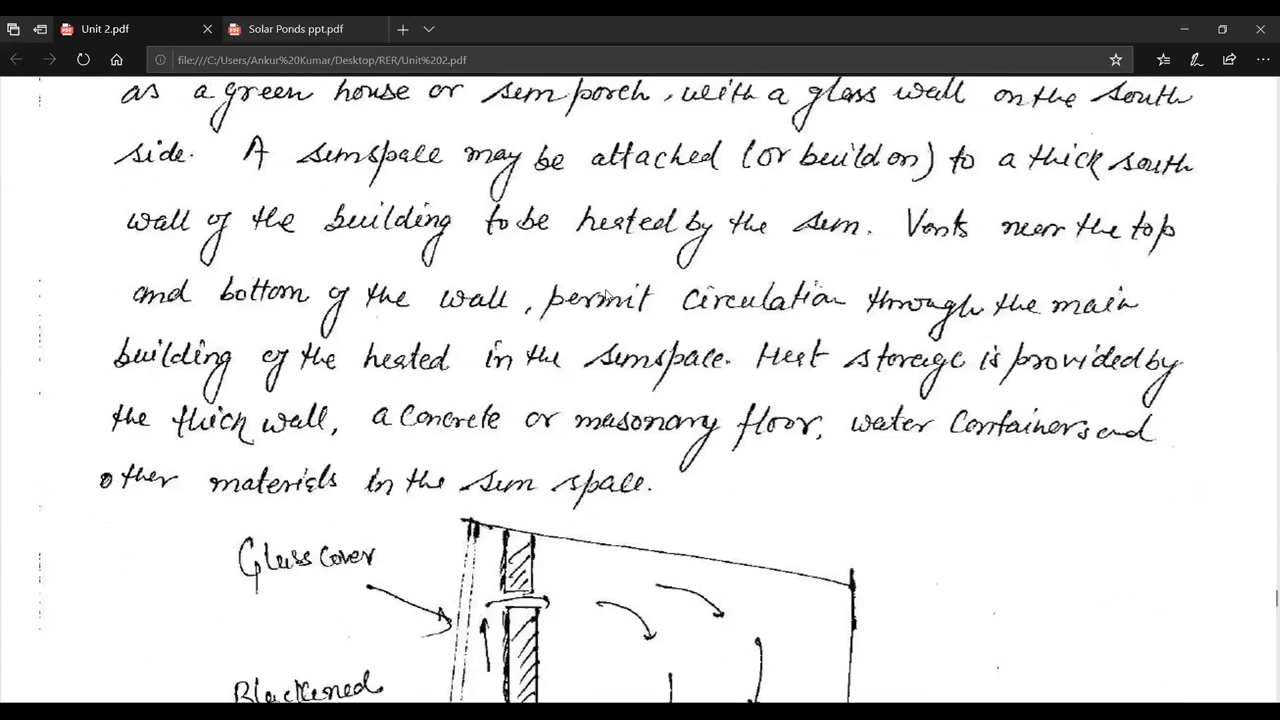 Unit 2.pdf
Solar Ponds ppt.pdf
file:///C:/Users/Ankur%20Kumar/Desktop/RER/Unit%202.pdf
as a green house or sun porch, with a glass wall on the south
side. A sunspace may be attached (or build on) to a thick south
wall of the building to be heated by the sun. Vents near the top
and bottom of the wall, permit circulation through the main
building of the heated in the sunspace. Heat storage is provided by
the thick wall, a concrete or masonary floor, water containers and
other materials in the sun space.
Glass cover
Blackened